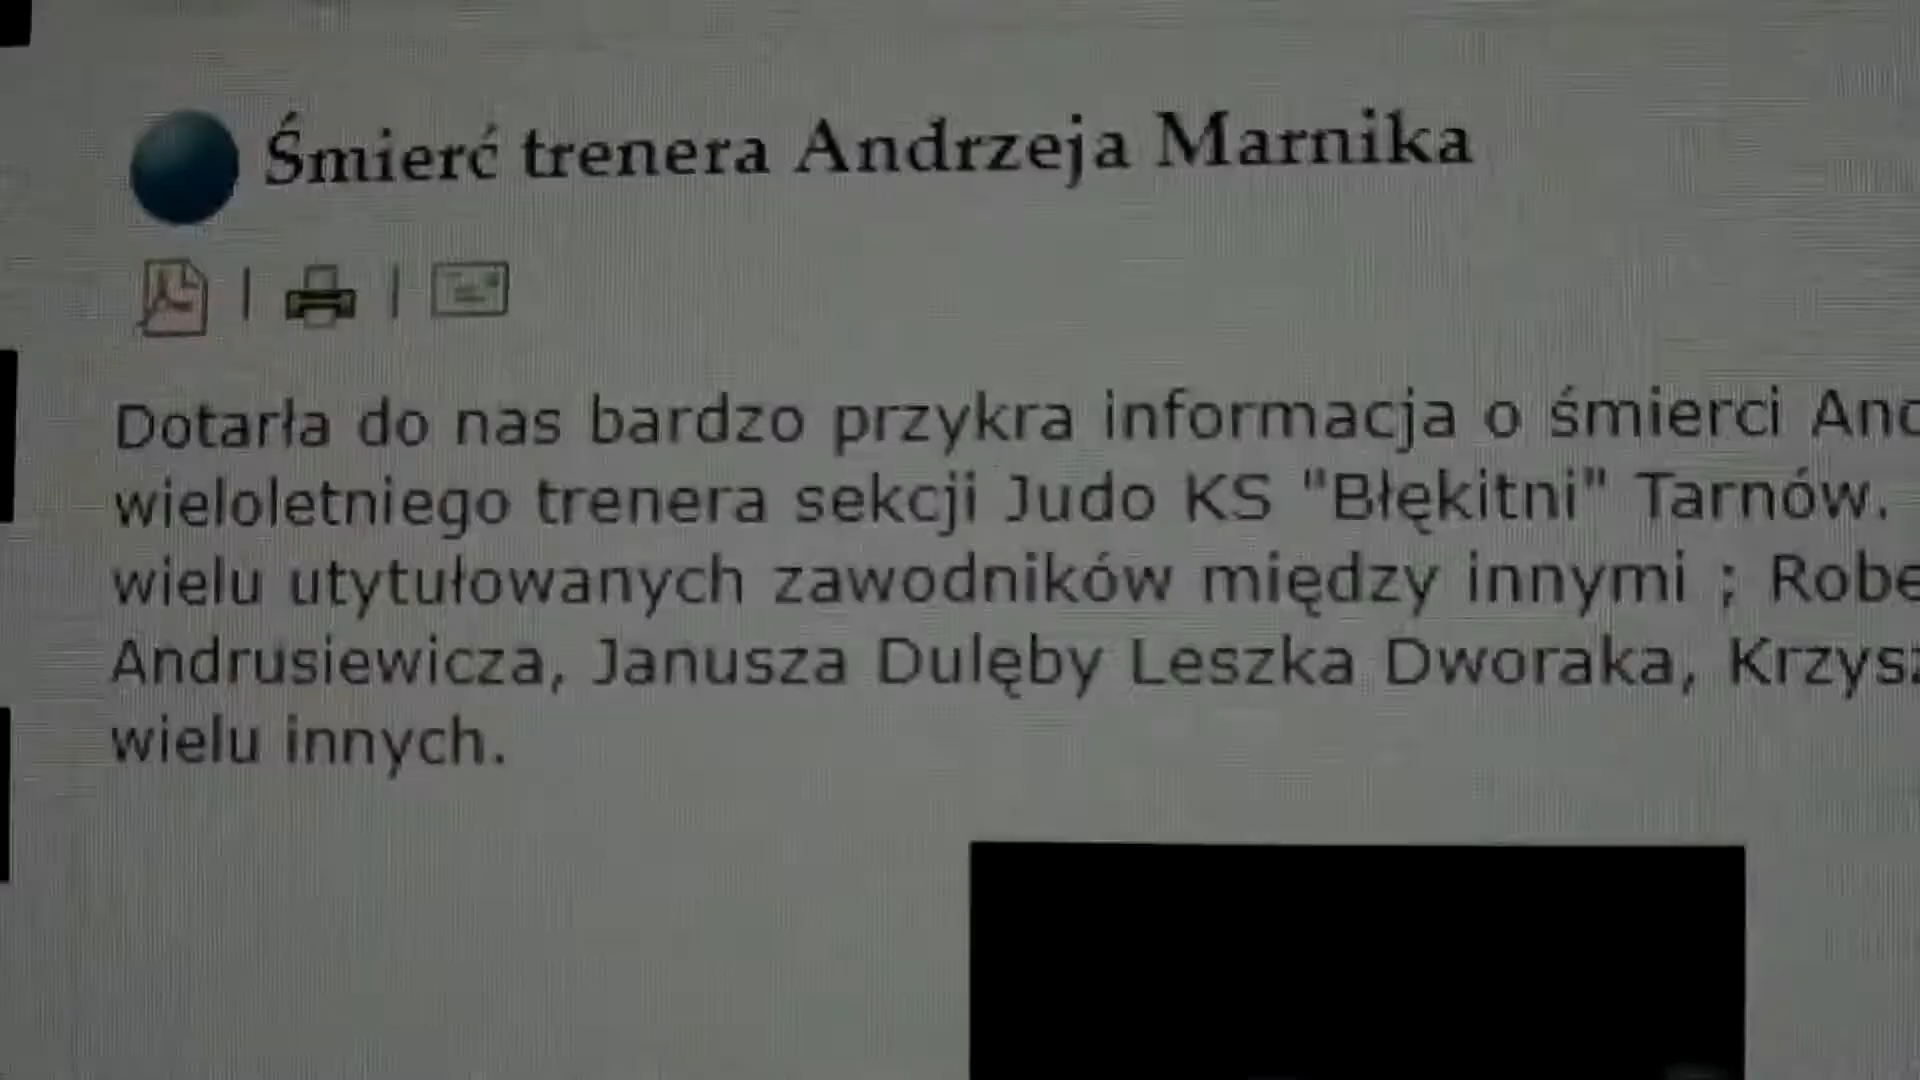 Śmierć trenera Andrzeja Marnika
Dotarła do nas bardzo przykra informacja o śmierci
wieloletniego trenera sekcji Judo KS "Błękitni" Tarnów.
wielu utytułowanych zawodników między innymi ;
Andrusiewicza, Janusza Dulęby Leszka Dworaka,
wielu innych.